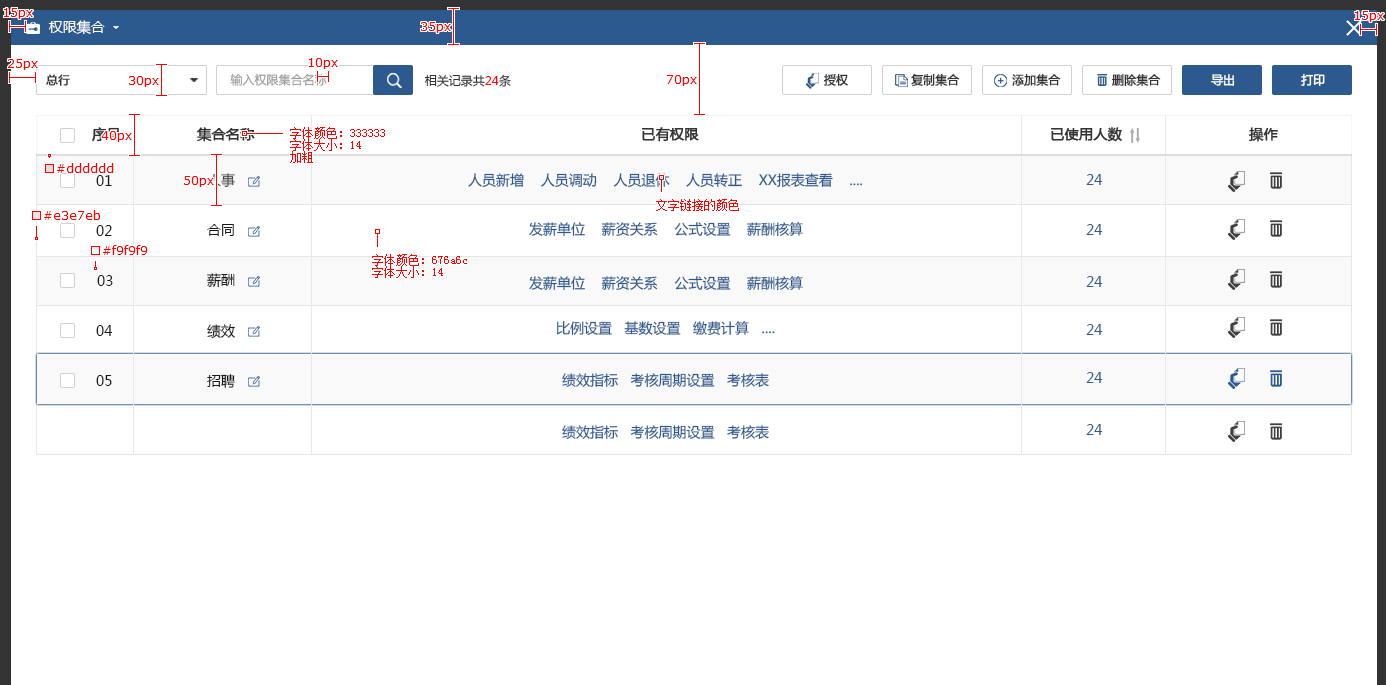 15px
权限集合
35px
15px
25px
总行
30px
10px
输入权限集合名称
相关记录共24条
70px
授权
复制集合
添加集合
删除集合
导出
打印
40px
集合名称
字体颜色：333333
字体大小：14
加粗
已有权限
已使用人数
操作
#dddddd
01
50px
事
人员新增 人员调动 人员退休 人员转正 XX报表查看 ....
24
文字链接的颜色
#e3e7eb
02
合同
发薪单位 薪资关系 公式设置 薪酬核算
24
#f9f9f9
字体颜色：676a6c
字体大小：14
03
薪酬
发薪单位 薪资关系 公式设置 薪酬核算
24
04
绩效
比例设置 基数设置 缴费计算 ....
24
05
招聘
绩效指标 考核周期设置 考核表
24
绩效指标 考核周期设置 考核表
24